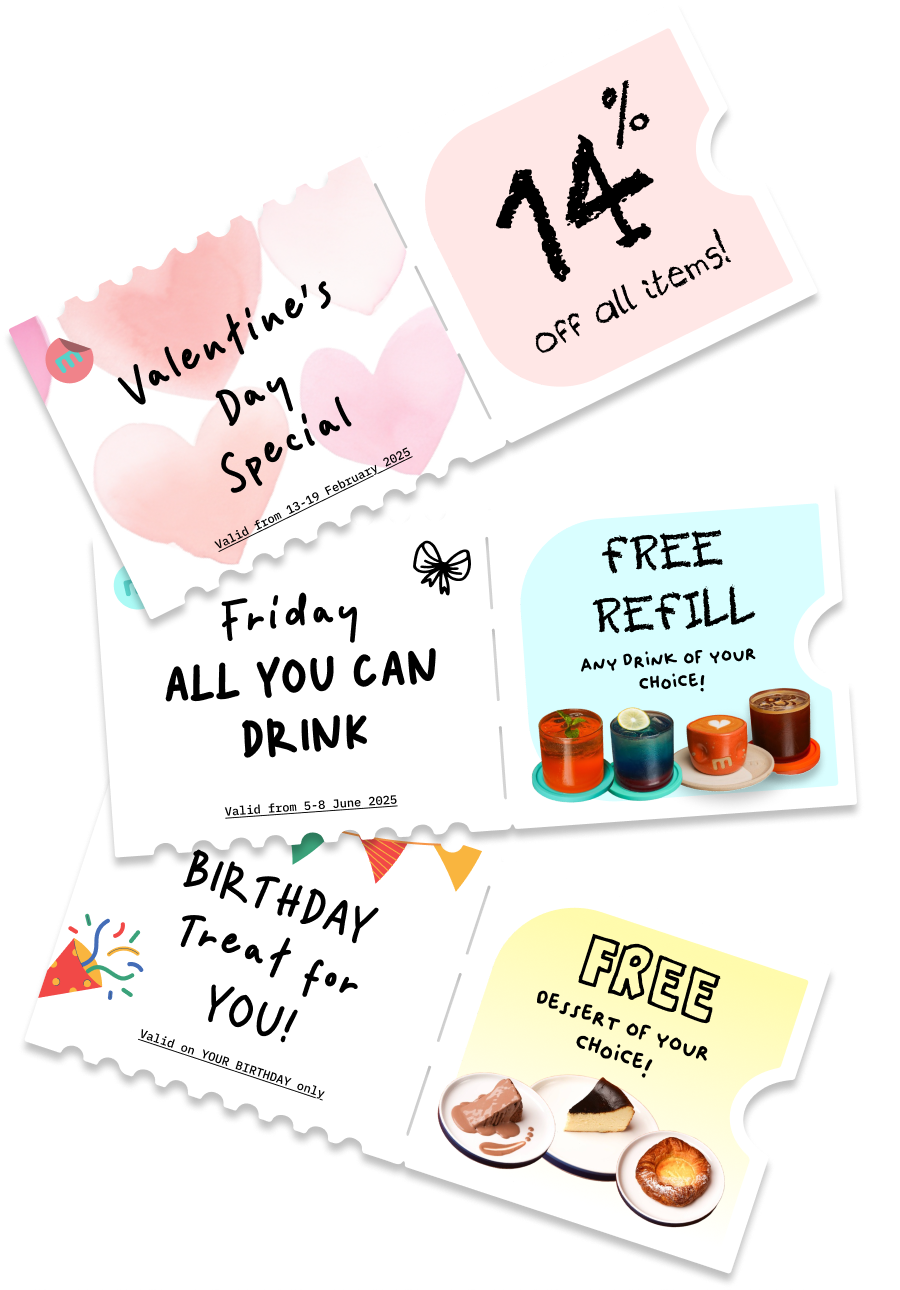 Valentine's
Day
Special
Valid from 13-19 February 2025
14%
off all items!
Friday
ALL YOU CAN
DRINK
Valid from 5-8 June 2025
FREE
REFILL
ANY DRINK OF YOUR
CHOICE!
m
BIRTHDAY
Treat for
YOU!
Valid on YOUR BIRTHDAY only
FREE
DESSERT OF YOUR
CHOICE!